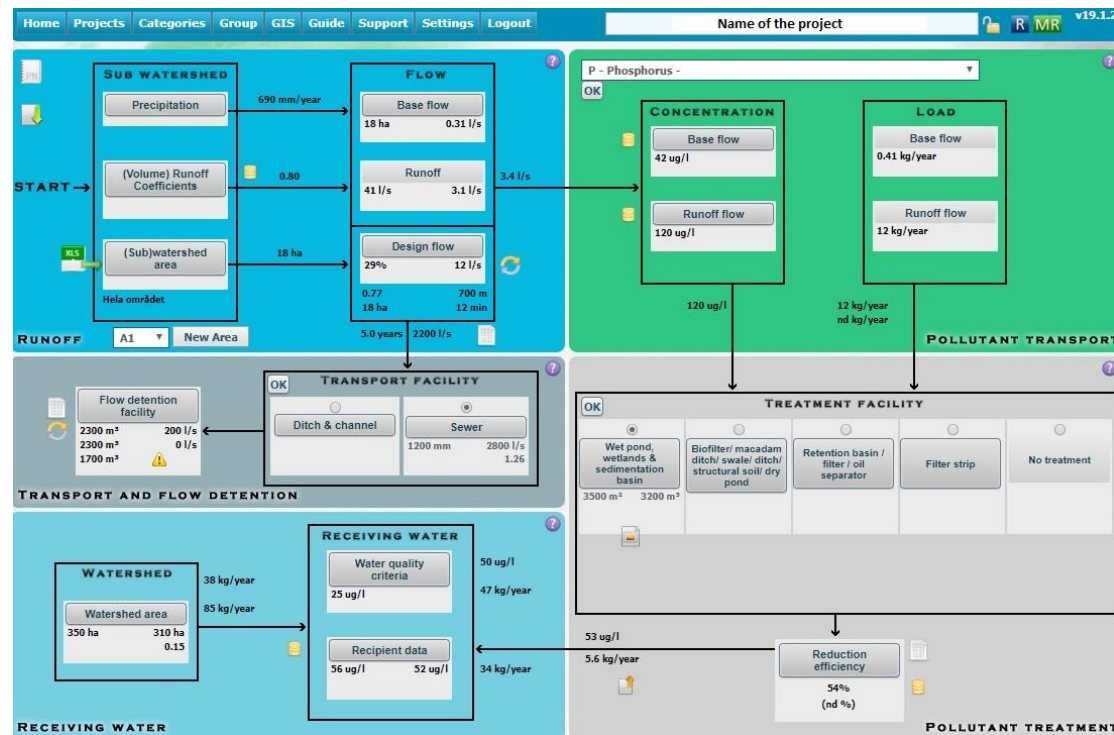 Home Projects Categories Group GIS Guide Support Settings Logout
Name of the project
R MR
v19.1.2
SUB WATERSHED
Precipitation
(Volume) Runoff
Coefficients
(Sub)watershed
area
Hela området
START
XLS
690 mm/year
0.80
18 ha
FLOW
Base flow
18 ha 0.31 l/s
Runoff
41 l/s 3.1 l/s
Design flow
29% 12 l/s
0.77 700 m
18 ha 12 min
3.4 l/s
RUNOFF
A1 New Area
5.0 years 2200 l/s
P - Phosphorus -
OK
CONCENTRATION
Base flow
42 ug/l
Runoff flow
120 ug/l
LOAD
Base flow
0.41 kg/year
Runoff flow
12 kg/year
120 ug/l
12 kg/year
nd kg/year
POLLUTANT TRANSPORT
Flow detention
facility
2300 m³ 200 l/s
2300 m³ 0 l/s
1700 m³
OK
TRANSPORT FACILITY
Ditch & channel
Sewer
1200 mm 2800 l/s
1.26
TRANSPORT AND FLOW DETENTION
OK
TREATMENT FACILITY
Wet pond,
wetlands &
sedimentation
basin
3500 m² 3200 m³
Biofilter/ macadam
ditch/ swale/ ditch/
structural soil/ dry
pond
Retention basin /
filter / oil
separator
Filter strip
No treatment
WATERSHED
Watershed area
350 ha 310 ha
0.15
38 kg/year
85 kg/year
RECEIVING WATER
Water quality
criteria
25 ug/l
Recipient data
56 ug/l 52 ug/l
50 ug/l
47 kg/year
34 kg/year
RECEIVING WATER
53 ug/l
5.6 kg/year
Reduction
efficiency
54%
(nd %)
POLLUTANT TREATMENT